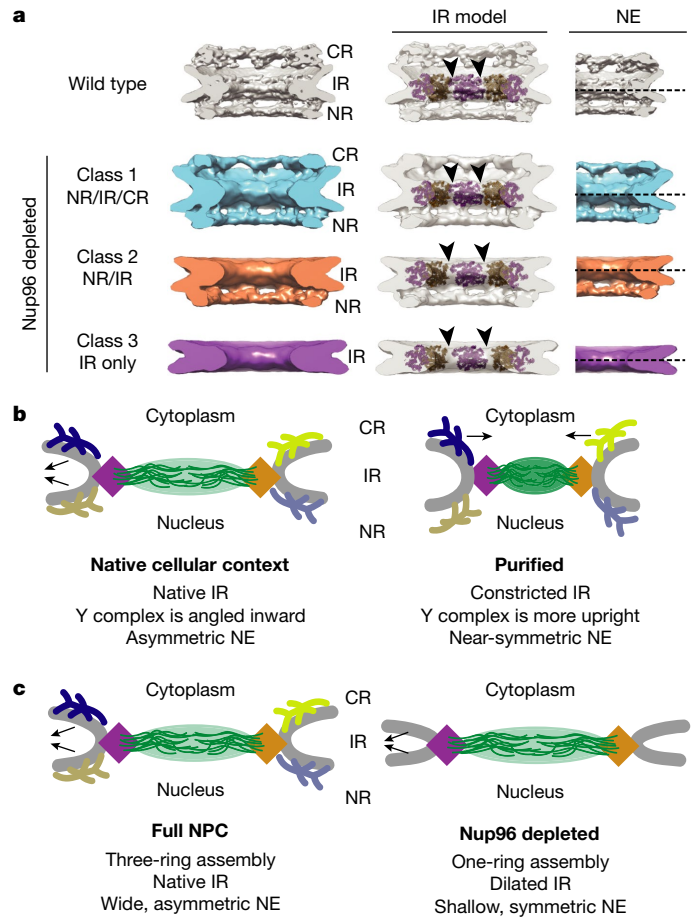 a
IR model
NE
Wild type
CR
IR
NR
Nup96 depleted
Class 1
NR/IR/CR
CR
IR
NR
Class 2
NR/IR
IR
NR
Class 3
IR only
IR
b
Cytoplasm
Nucleus
CR
IR
NR
Cytoplasm
Nucleus
Native cellular context
Native IR
Y complex is angled inward
Asymmetric NE
Purified
Constricted IR
Y complex is more upright
Near-symmetric NE
c
Cytoplasm
Nucleus
CR
IR
NR
Cytoplasm
Nucleus
Full NPC
Three-ring assembly
Native IR
Wide, asymmetric NE
Nup96 depleted
One-ring assembly
Dilated IR
Shallow, symmetric NE